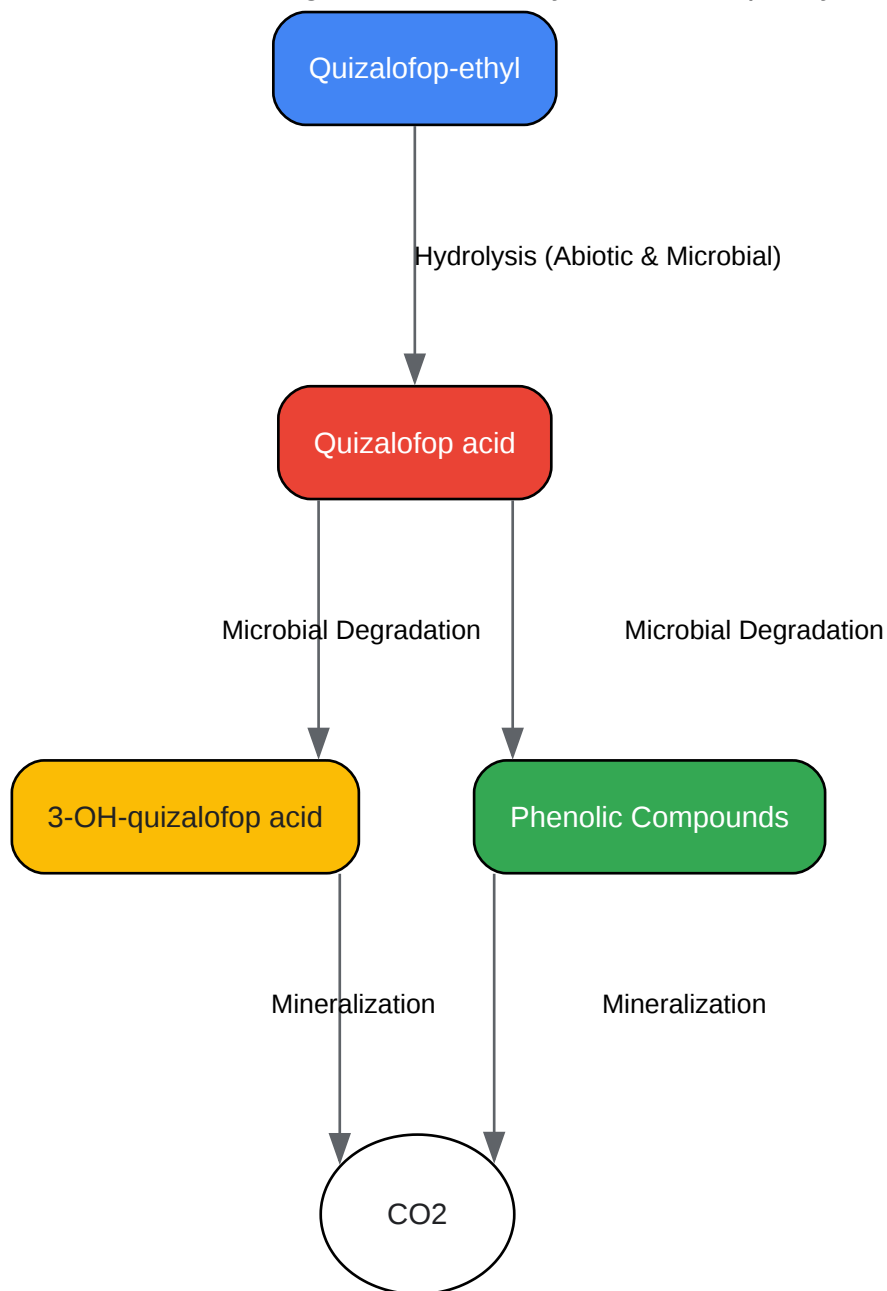 Quizalofop-ethyl
Hydrolysis (Abiotic & Microbial)
Quizalofop acid
Microbial Degradation
Microbial Degradation
3-OH-quizalofop acid
Phenolic Compounds
Mineralization
Mineralization
CO2